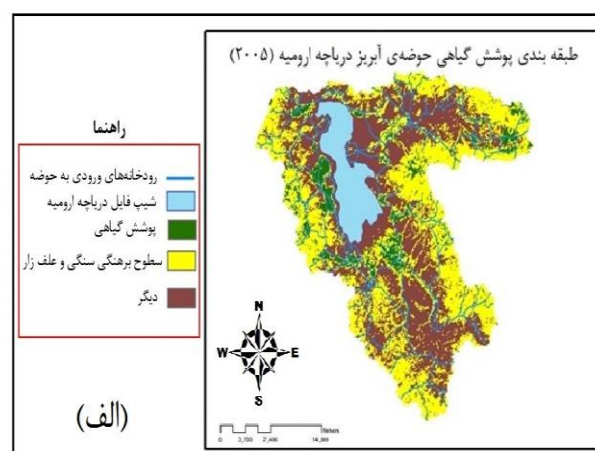 طبقه بندی پوشش گیاهی حوضه‌ی آبریز دریاچه ارومیه (۲۰۰۵)
راهنما
رودخانه‌های ورودی به حوضه
شیپ فایل دریاچه ارومیه
پوشش گیاهی
سطوح برهنگی سنگی و علف زار
دیگر
N
W E
S
(الف)